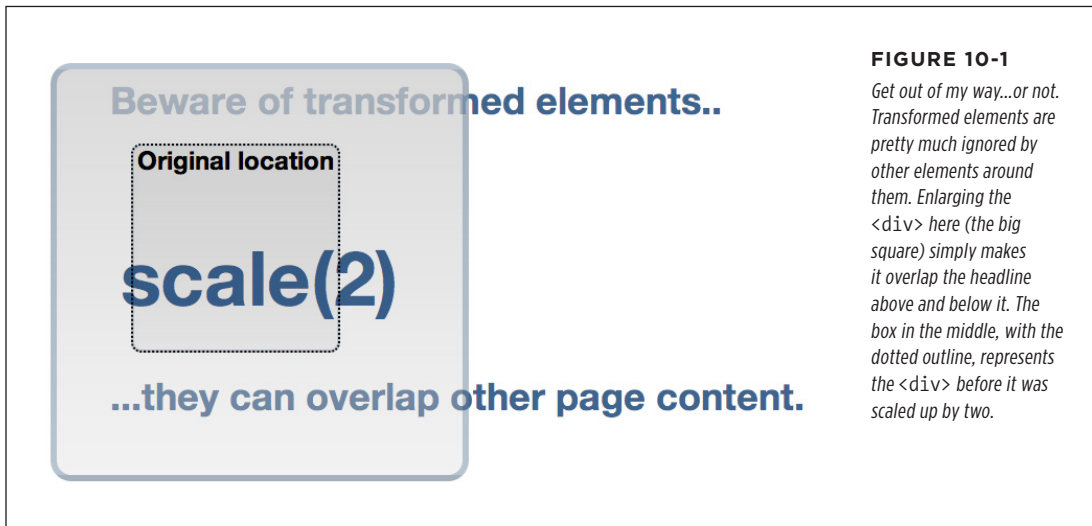 Beware of transformed elements..
Original location
scale(2)
...they can overlap other page content.
FIGURE 10-1
Get out of my way...or not.
Transformed elements are
pretty much ignored by
other elements around
them. Enlarging the
<div> here (the big
square) simply makes
it overlap the headline
above and below it. The
box in the middle, with the
dotted outline, represents
the <div> before it was
scaled up by two.